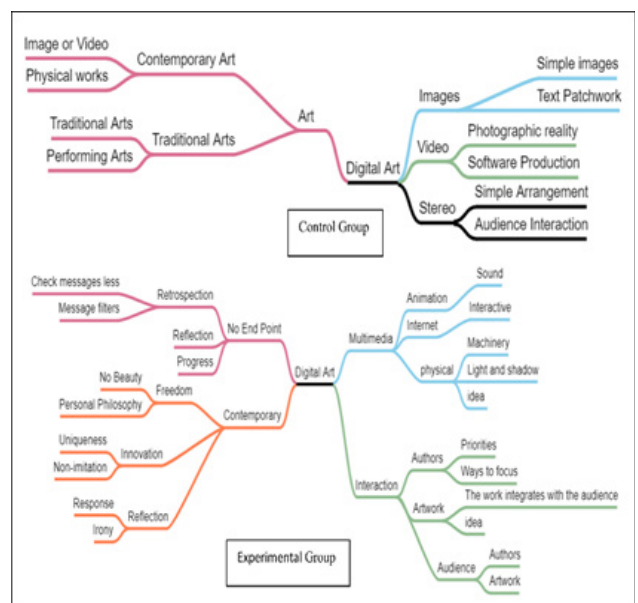 Image or Video
Physical works
Contemporary Art
Traditional Arts
Performing Arts
Traditional Arts
Art
Digital Art
Images
Simple images
Text Patchwork
Video
Photographic reality
Software Production
Stereo
Simple Arrangement
Audience Interaction
Control Group
Check messages less
Message filters
Retrospection
Reflection
Progress
No End Point
No Beauty
Personal Philosophy
Freedom
Uniqueness
Non-imitation
Innovation
Response
Irony
Reflection
Contemporary
Digital Art
Multimedia
Animation
Sound
Internet
Interactive
physical
Machinery
Light and shadow
idea
Interaction
Authors
Priorities
Ways to focus
Artwork
The work integrates with the audience
idea
Audience
Authors
Artwork
Experimental Group